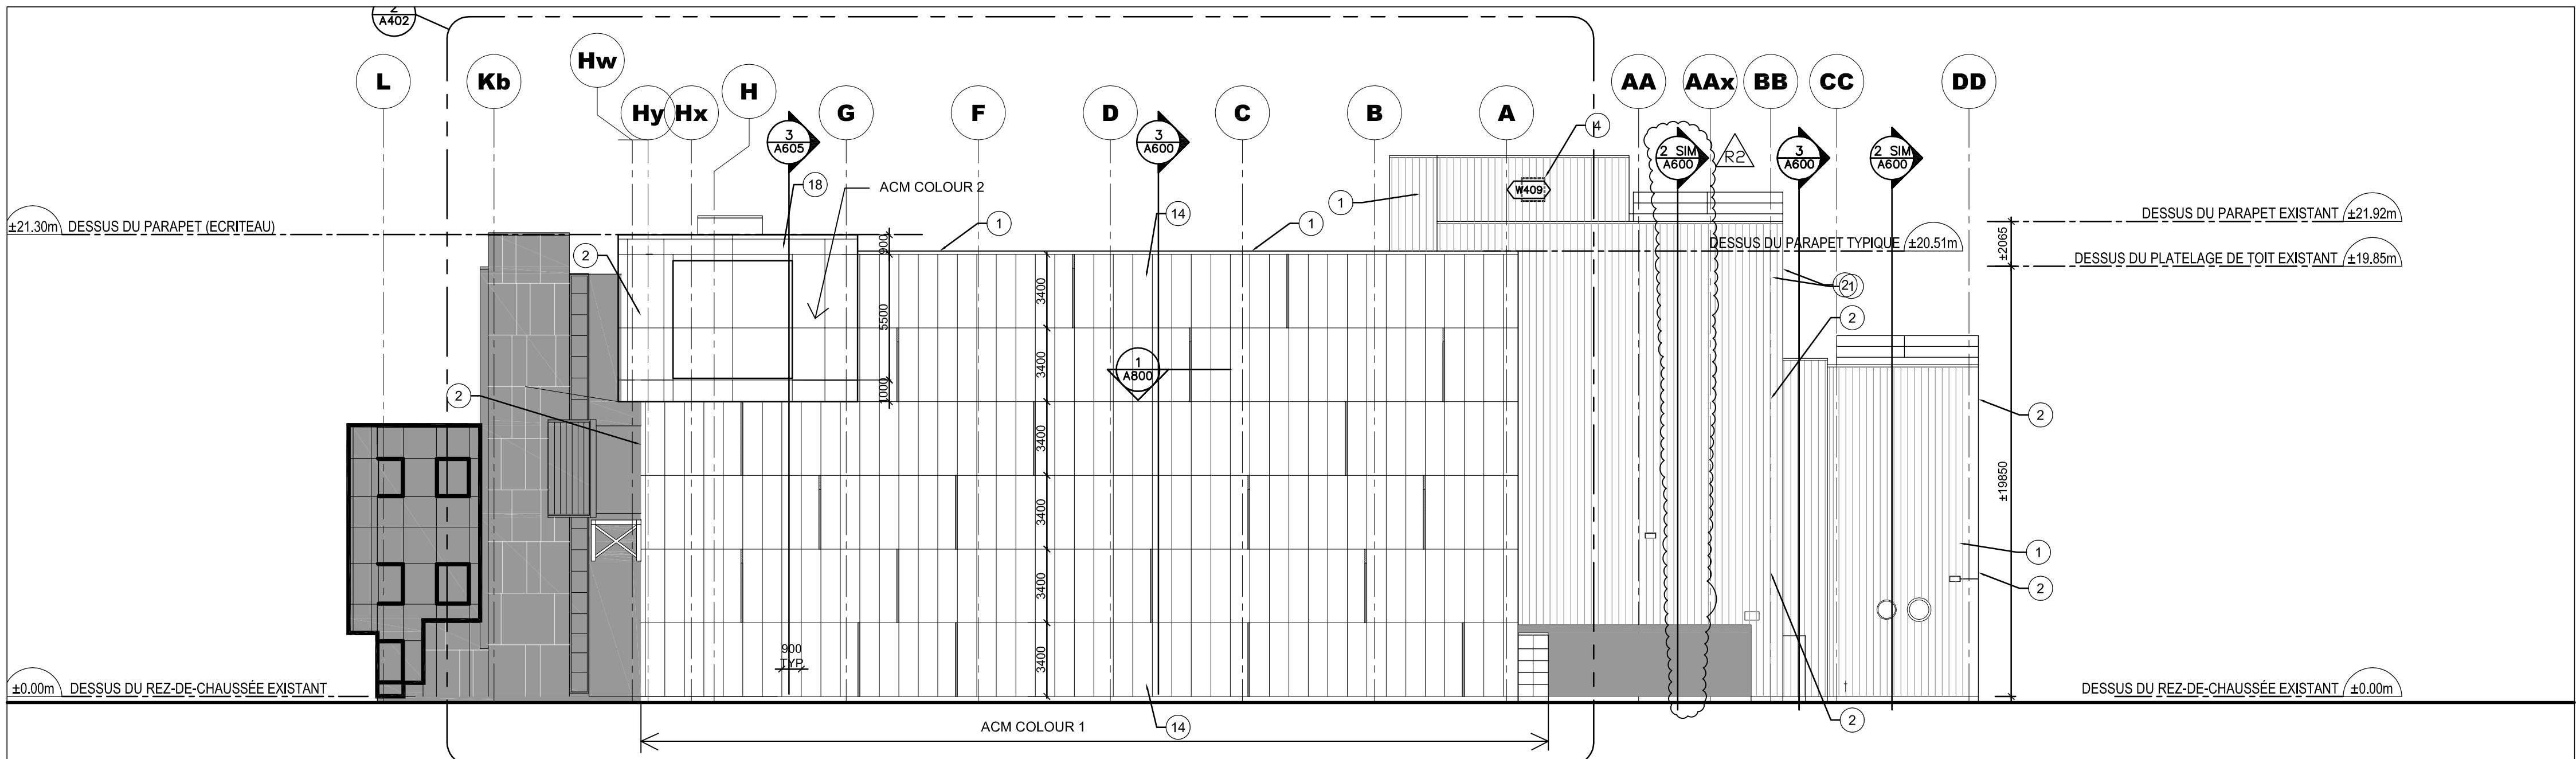 2
A402
L
Kb
Hw
Hy
Hx
H
G
F
D
C
B
A
AA
AAx
BB
CC
DD
3
A605
3
A600
4
2 SIM
A600
R2
3
A600
2 SIM
A600
18
ACM COLOUR 2
14
1
1
1
W409
±21.30m DESSUS DU PARAPET (ECRITEAU)
DESSUS DU PARAPET EXISTANT ±21.92m
DESSUS DU PARAPET TYPIQUE ±20.51m
±2065
DESSUS DU PLATELAGE DE TOIT EXISTANT ±19.85m
2
900
5500
1000
3400
3400
3400
3400
3400
3400
21
2
1
A800
2
2
±19850
1
2
900
TYP.
±0.00m DESSUS DU REZ-DE-CHAUSSÉE EXISTANT
DESSUS DU REZ-DE-CHAUSSÉE EXISTANT ±0.00m
2
ACM COLOUR 1
14